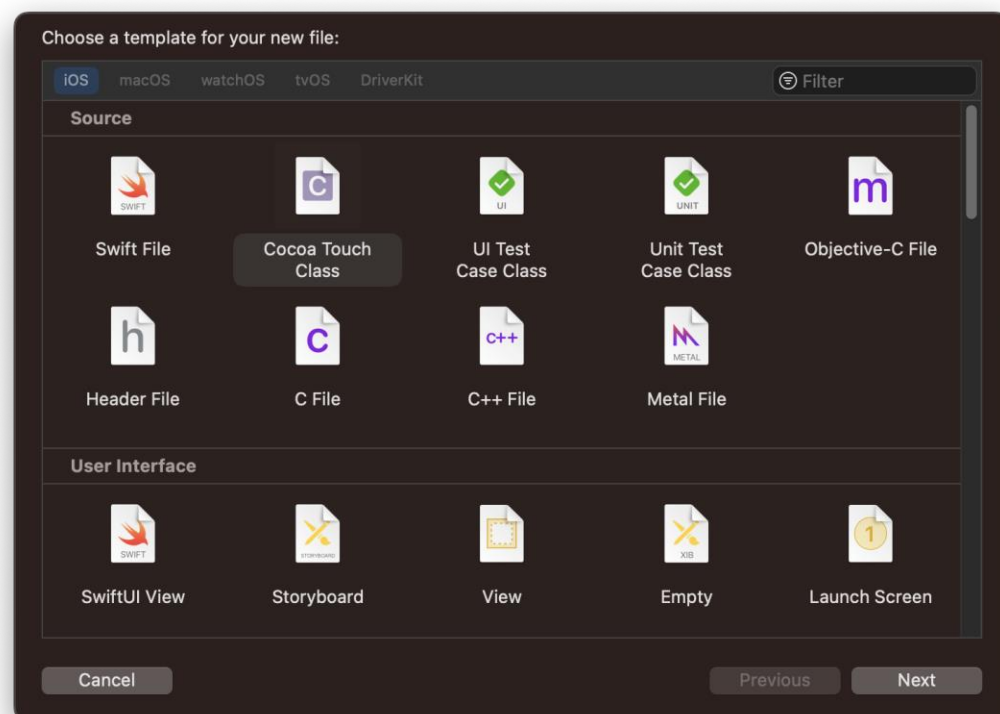 Choose a template for your new file:
iOS macOS watchOS tvOS DriverKit Filter
Source
SWIFT C UI UNIT m
Swift File Cocoa Touch Class UI Test Case Class Unit Test Case Class Objective-C File
h C C++ METAL
Header File C File C++ File Metal File
User Interface
SWIFT STORYBOARD XIB 1
SwiftUI View Storyboard View Empty Launch Screen
Cancel Previous Next